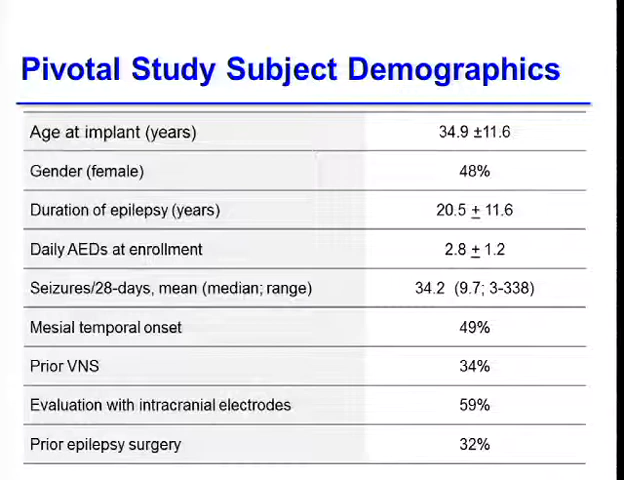 Pivotal Study Subject Demographics
Age at implant (years) 34.9 ±11.6
Gender (female) 48%
Duration of epilepsy (years) 20.5 ± 11.6
Daily AEDs at enrollment 2.8 ± 1.2
Seizures/28-days, mean (median; range) 34.2 (9.7; 3-338)
Mesial temporal onset 49%
Prior VNS 34%
Evaluation with intracranial electrodes 59%
Prior epilepsy surgery 32%